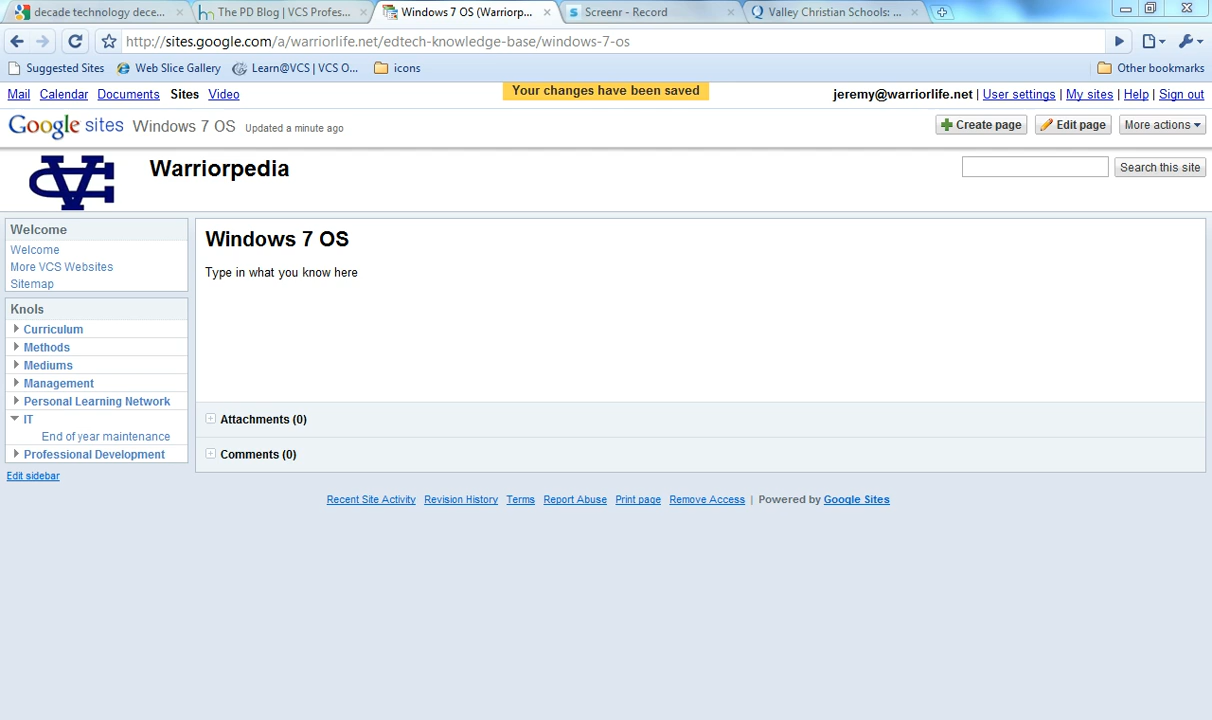 decade technology dece...
The PD Blog | VCS Profes...
Windows 7 OS (Warriorp...
Screenr - Record
Valley Christian Schools: ...
http://sites.google.com/a/warriorlife.net/edtech-knowledge-base/windows-7-os
Suggested Sites
Web Slice Gallery
Learn@VCS | VCS O...
icons
Other bookmarks
Mail Calendar Documents Sites Video
Your changes have been saved
jeremy@warriorlife.net | User settings | My sites | Help | Sign out
Google sites Windows 7 OS Updated a minute ago
Create page
Edit page
More actions
VC
Warriorpedia
Search this site
Welcome
Welcome
More VCS Websites
Sitemap
Knols
Curriculum
Methods
Mediums
Management
Personal Learning Network
IT
End of year maintenance
Professional Development
Edit sidebar
Windows 7 OS
Type in what you know here
Attachments (0)
Comments (0)
Recent Site Activity Revision History Terms Report Abuse Print page Remove Access | Powered by Google Sites